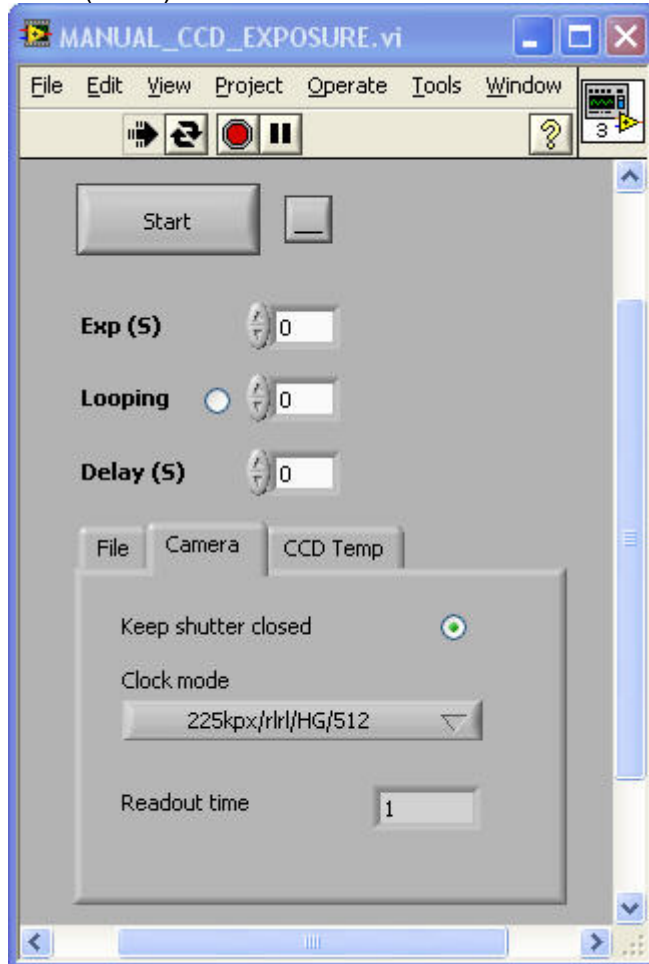 MANUAL_CCD_EXPOSURE.vi
File Edit View Project Operate Tools Window
3
Start
Exp (S) 0
Looping 0
Delay (S) 0
File Camera CCD Temp
Keep shutter closed
Clock mode
225kpx/rlrl/HG/512
Readout time 1